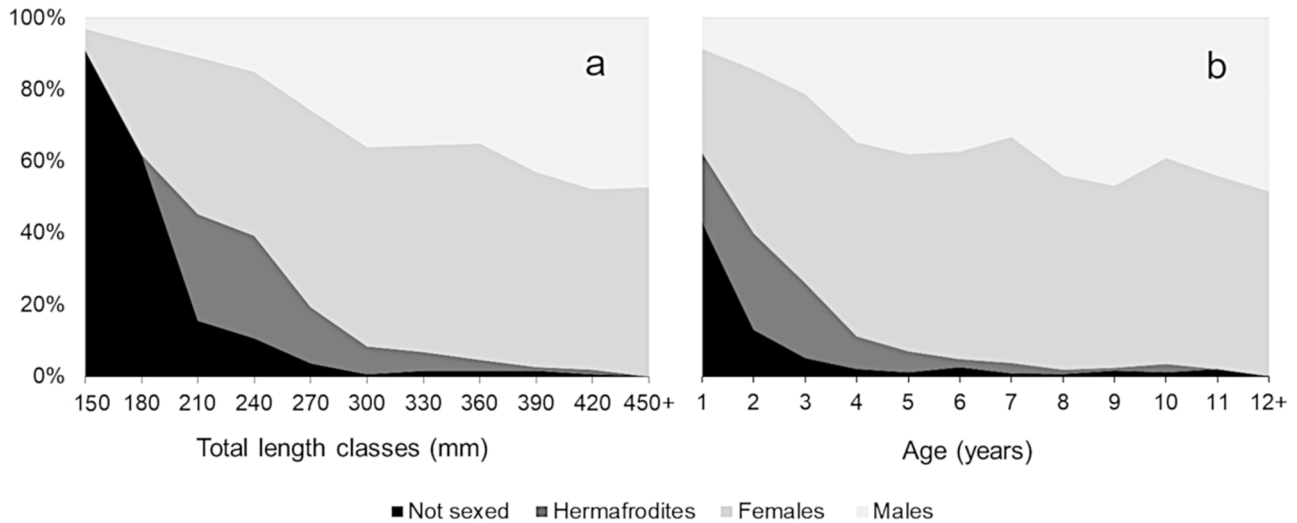 100%
80%
60%
40%
20%
0%
a
b
150 180 210 240 270 300 330 360 390 420 450+
1 2 3 4 5 6 7 8 9 10 11 12+
Total length classes (mm)
Age (years)
Not sexed Hermafrodites Females Males